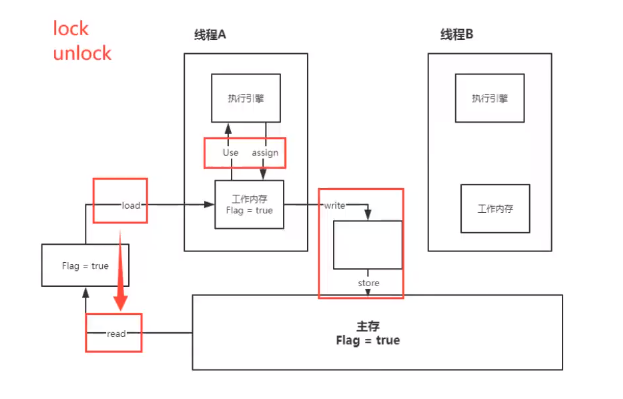 lock
unlock
线程A
线程B
执行引擎
执行引擎
Use
assign
load
工作内存
Flag = true
write
工作内存
Flag = true
store
read
主存
Flag = true